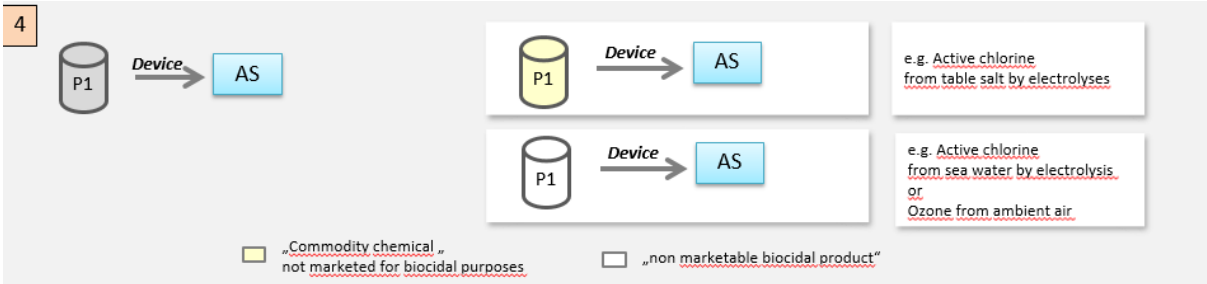 4
P1
Device
AS
P1
Device
AS
e.g. Active chlorine
from table salt by electrolyses
P1
Device
AS
e.g. Active chlorine
from sea water by electrolysis
or
Ozone from ambient air
„Commodity chemical „
not marketed for biocidal purposes
„non marketable biocidal product“